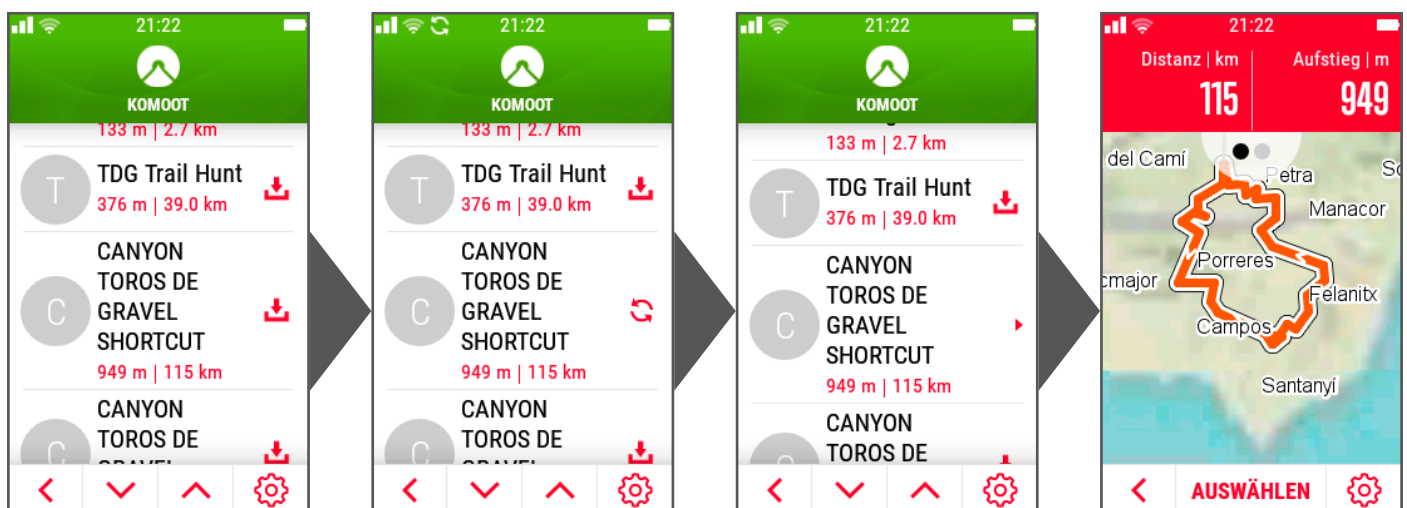 21:22
KOMOOT
133 m | 2.7 km
T
TDG Trail Hunt
376 m | 39.0 km
C
CANYON
TOROS DE
GRAVEL
SHORTCUT
949 m | 115 km
C
CANYON
TOROS DE
GRAVEL
21:22
KOMOOT
133 m | 2.7 km
T
TDG Trail Hunt
376 m | 39.0 km
C
CANYON
TOROS DE
GRAVEL
SHORTCUT
949 m | 115 km
C
CANYON
TOROS DE
GRAVEL
21:22
KOMOOT
133 m | 2.7 km
T
TDG Trail Hunt
376 m | 39.0 km
C
CANYON
TOROS DE
GRAVEL
SHORTCUT
949 m | 115 km
CANYON
TOROS DE
21:22
Distanz | km
Aufstieg | m
115
949
del Camí
Petra
Manacor
Porreres
cmajor
Felanitx
Campos
Santanyí
AUSWÄHLEN